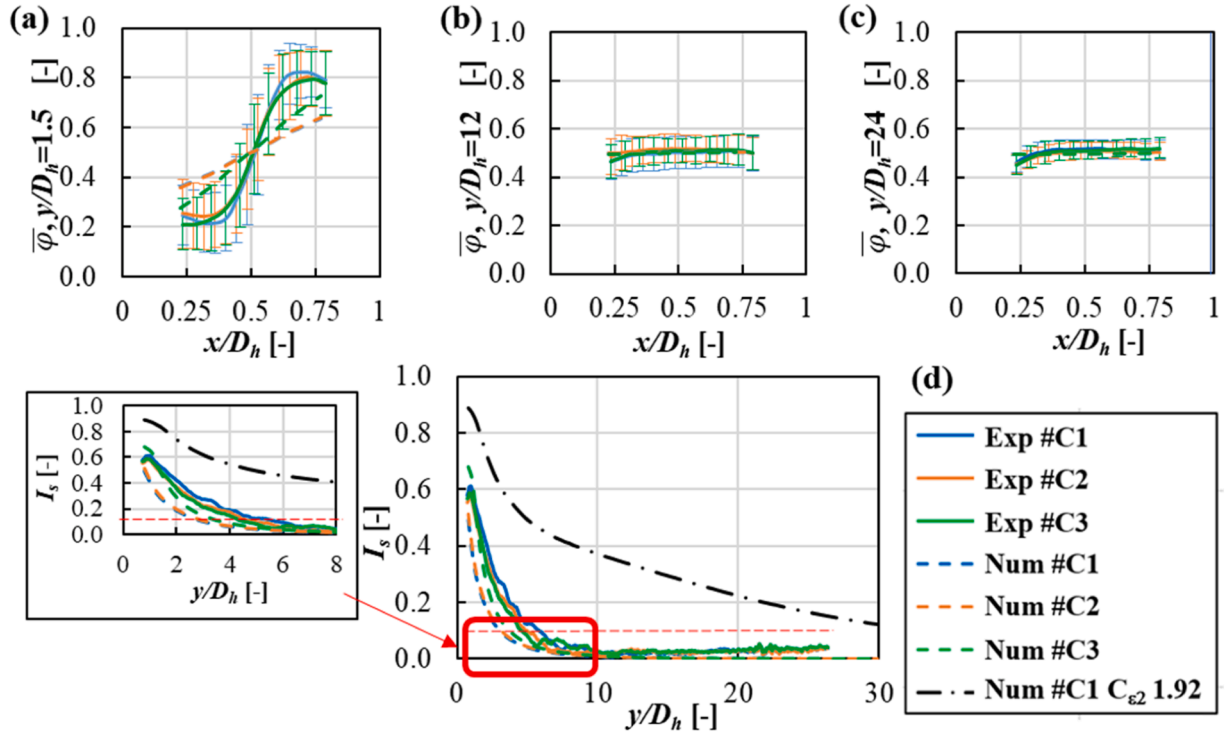 (a)
φ̅, y/Dh=1.5 [-]
1.0
0.8
0.6
0.4
0.2
0.0
0 0.25 0.5 0.75 1
x/Dh [-]
(b)
φ̅, y/Dh=12 [-]
1.0
0.8
0.6
0.4
0.2
0.0
0 0.25 0.5 0.75 1
x/Dh [-]
(c)
φ̅, y/Dh=24 [-]
1.0
0.8
0.6
0.4
0.2
0.0
0 0.25 0.5 0.75 1
x/Dh [-]
Is [-]
1.0
0.8
0.6
0.4
0.2
0.0
0 2 4 6 8
y/Dh [-]
Is [-]
1.0
0.8
0.6
0.4
0.2
0.0
0 10 20 30
y/Dh [-]
(d)
Exp #C1
Exp #C2
Exp #C3
Num #C1
Num #C2
Num #C3
Num #C1 Cε2 1.92